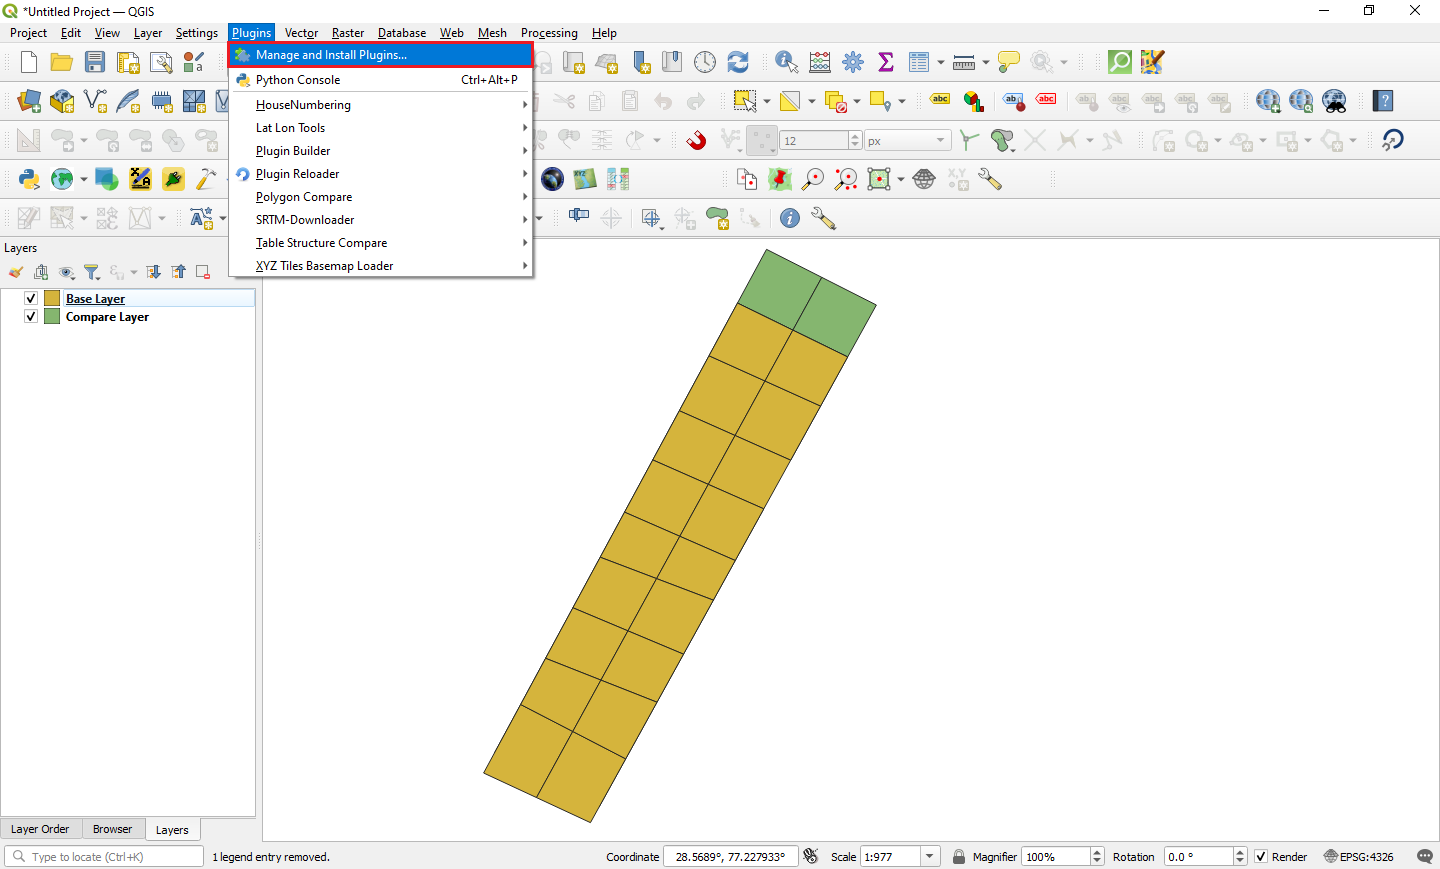 *Untitled Project — QGIS
Project Edit View Layer Settings Plugins Vector Raster Database Web Mesh Processing Help
Manage and Install Plugins...
Python Console Ctrl+Alt+P
HouseNumbering
Lat Lon Tools
Plugin Builder
Plugin Reloader
Polygon Compare
SRTM-Downloader
Table Structure Compare
XYZ Tiles Basemap Loader
abc ab abc
12 px
Layers
Base Layer
Compare Layer
Layer Order Browser Layers
Type to locate (Ctrl+K) 1 legend entry removed. Coordinate 28.5689°, 77.227933° Scale 1:977 Magnifier 100% Rotation 0.0 ° Render EPSG:4326